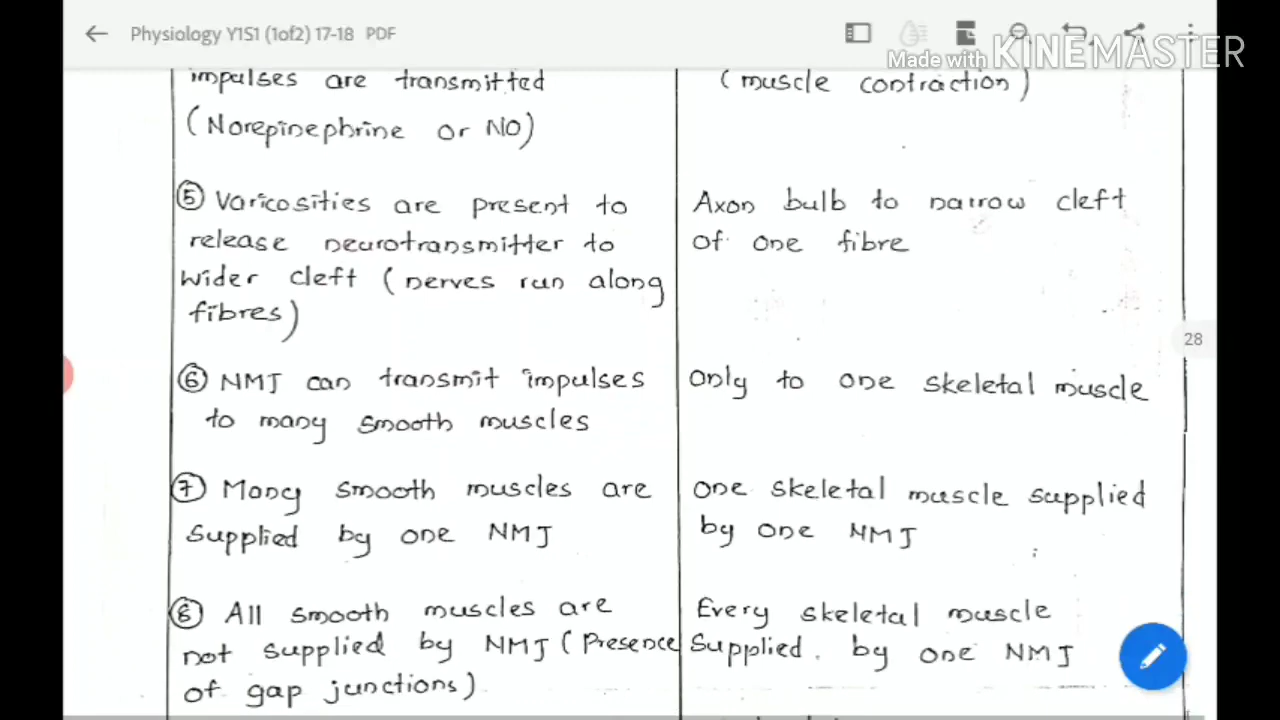 Physiology Y1S1 (1of2) 17-18 PDF
Made with KINEMASTER
impulses are transmitted
(Norepinephrine or NO)
(muscle contraction)
⑤ Varicosities are present to
release neurotransmitter to
wider cleft (nerves run along
fibres)
Axon bulb to narrow cleft
of one fibre
28
⑥ NMJ can transmit impulses
to many smooth muscles
Only to one skeletal muscle
⑦ Many smooth muscles are
supplied by one NMJ
One skeletal muscle supplied
by one NMJ
⑧ All smooth muscles are
not supplied by NMJ (Presence
of gap junctions)
Every skeletal muscle
supplied. by one NMJ